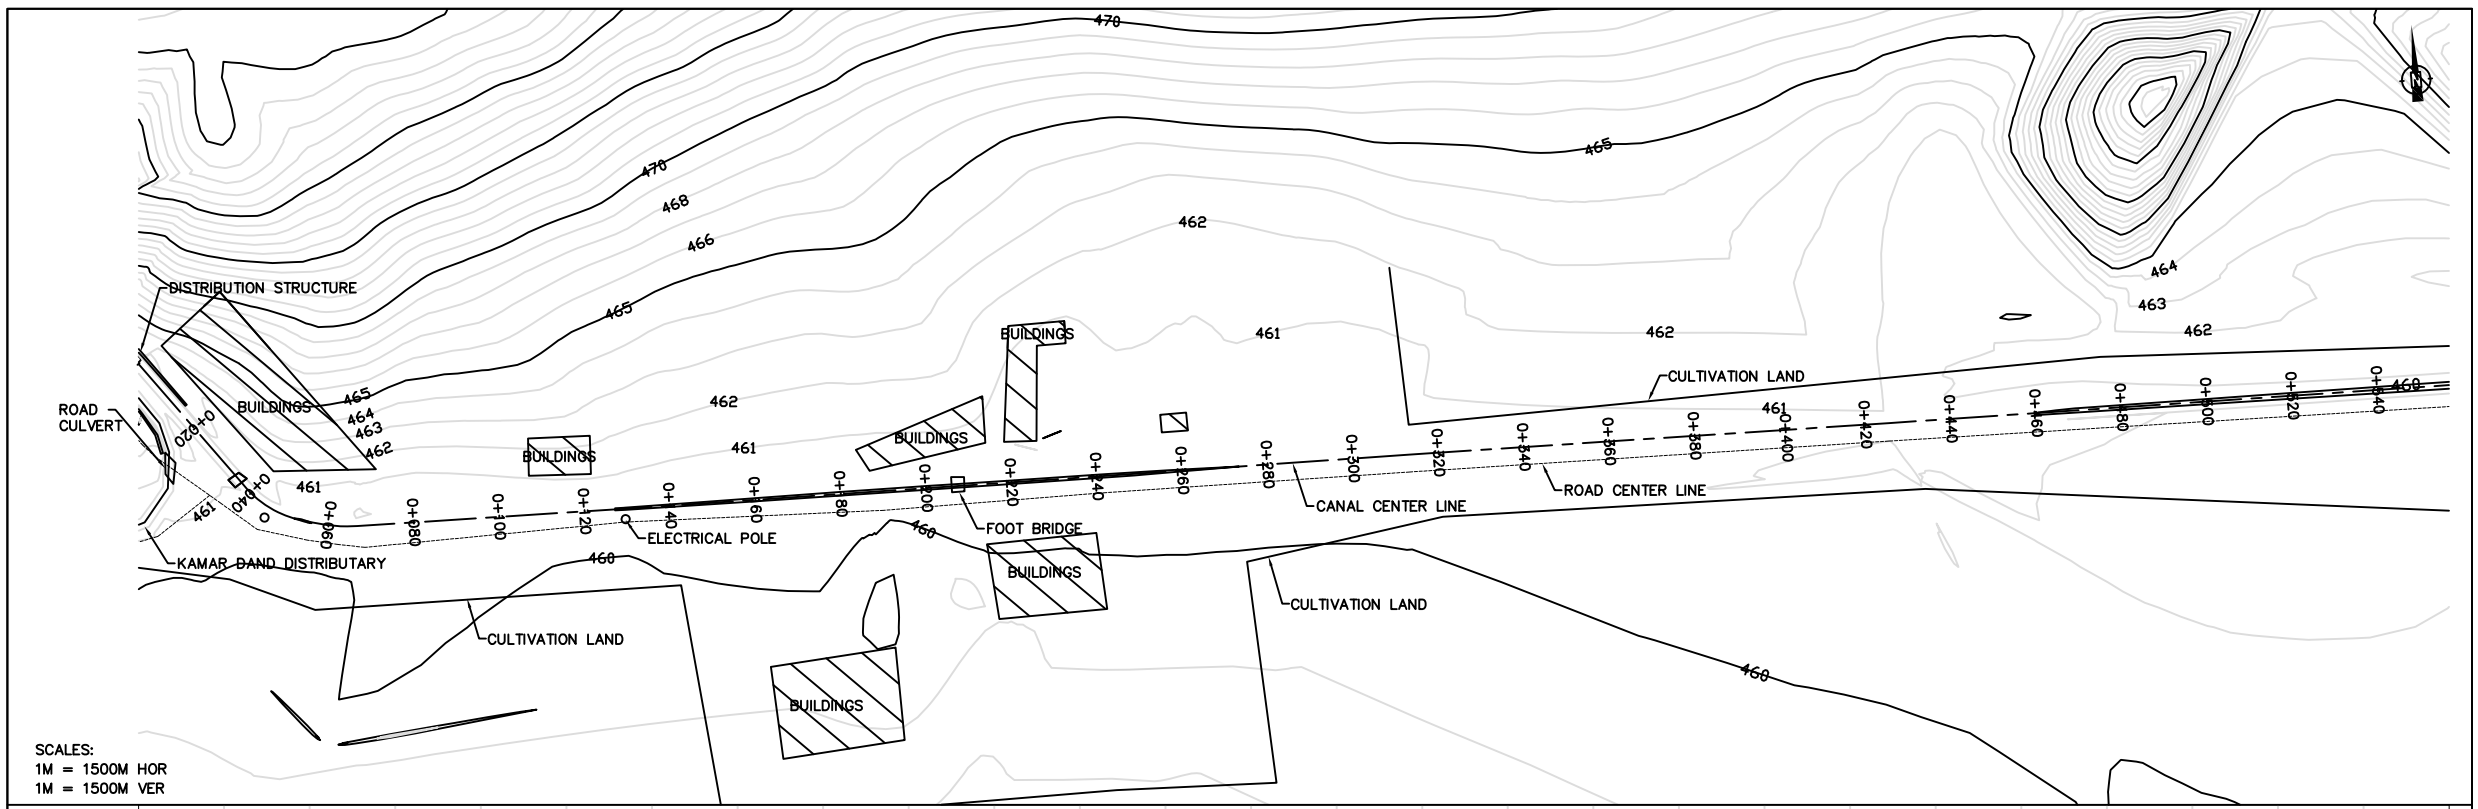 470
470
468
466
465
462
465
464
463
462
461
462
462
DISTRIBUTION STRUCTURE
465
464
463
462
461
461
462
461
BUILDINGS
BUILDINGS
BUILDINGS
BUILDINGS
ROAD
CULVERT
CULTIVATION LAND
461
460
0+020
0+040
0+060
0+080
0+100
0+120
0+140
0+160
0+180
0+200
0+220
0+240
0+260
0+280
0+300
0+320
0+340
0+360
0+380
0+400
0+420
0+440
0+460
0+480
0+500
0+520
0+540
ROAD CENTER LINE
CANAL CENTER LINE
FOOT BRIDGE
ELECTRICAL POLE
KAMAR DAND DISTRIBUTARY
460
460
BUILDINGS
CULTIVATION LAND
CULTIVATION LAND
460
BUILDINGS
SCALES:
1M = 1500M HOR
1M = 1500M VER